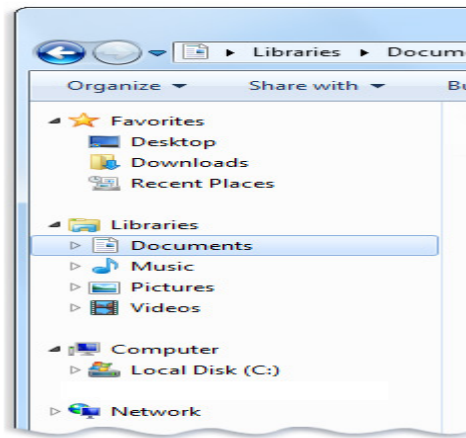 Libraries Docum
Organize Share with Bu
Favorites
Desktop
Downloads
Recent Places
Libraries
Documents
Music
Pictures
Videos
Computer
Local Disk (C:)
Network